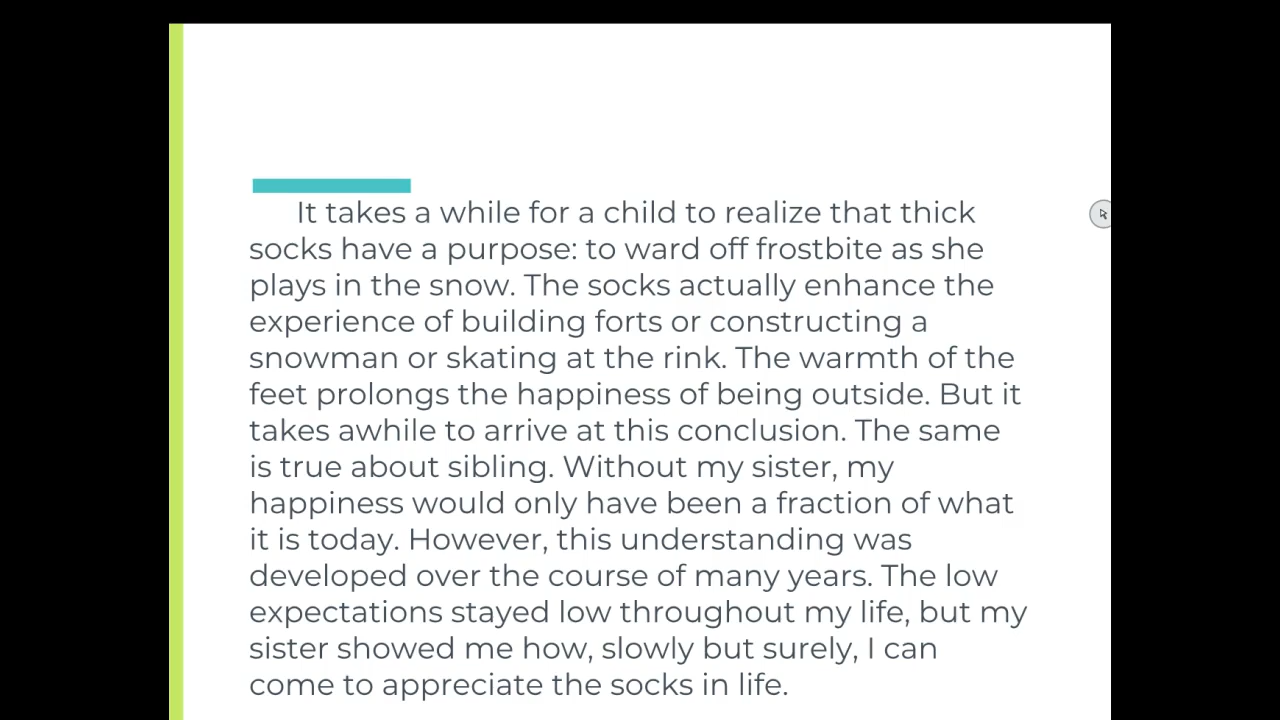 It takes a while for a child to realize that thick
socks have a purpose: to ward off frostbite as she
plays in the snow. The socks actually enhance the
experience of building forts or constructing a
snowman or skating at the rink. The warmth of the
feet prolongs the happiness of being outside. But it
takes awhile to arrive at this conclusion. The same
is true about sibling. Without my sister, my
happiness would only have been a fraction of what
it is today. However, this understanding was
developed over the course of many years. The low
expectations stayed low throughout my life, but my
sister showed me how, slowly but surely, I can
come to appreciate the socks in life.